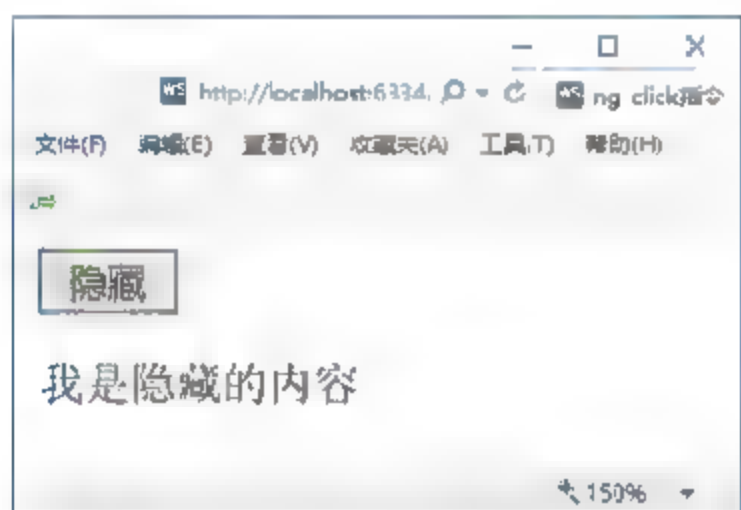 http://localhost:6334. ng click指令
文件(F) 编辑(E) 查看(V) 收藏夹(A) 工具(T) 帮助(H)
隐藏
我是隐藏的内容
150%